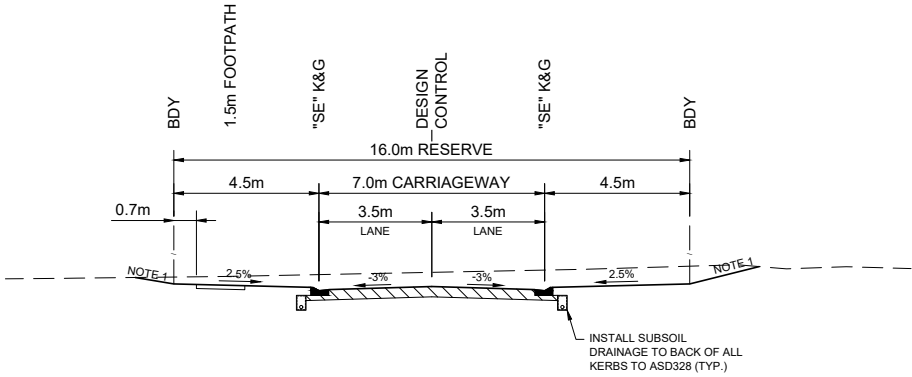 BDY
1.5m FOOTPATH
"SE" K&G
DESIGN
CONTROL
"SE" K&G
BDY
16.0m RESERVE
4.5m
7.0m CARRIAGEWAY
4.5m
0.7m
3.5m
LANE
3.5m
LANE
NOTE 1
2.5%
-3%
-3%
2.5%
NOTE 1
INSTALL SUBSOIL
DRAINAGE TO BACK OF ALL
KERBS TO ASD328 (TYP.)